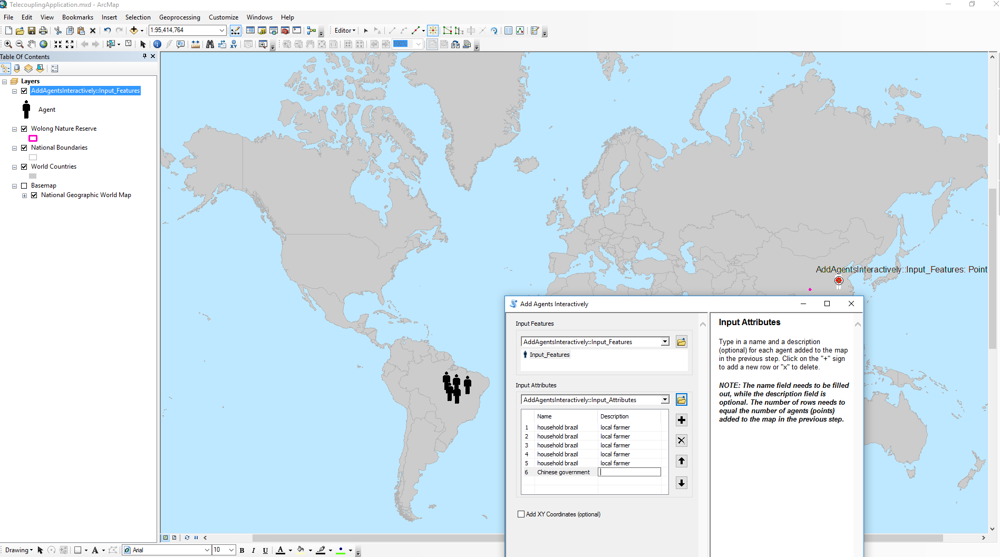 TelecouplingApplication.mxd - ArcMap
File Edit View Bookmarks Insert Selection Geoprocessing Customize Windows Help
1:95,414,764
Editor
100%
Table Of Contents
Layers
AddAgentsInteractively::Input_Features
Agent
Wolong Nature Reserve
National Boundaries
World Countries
Basemap
National Geographic World Map
AddAgentsInteractively::Input_Features: Point
Add Agents Interactively
Input Features
AddAgentsInteractively::Input_Features
Input_Features
Input Attributes
AddAgentsInteractively::Input_Attributes
Name Description
1 household brazil local farmer
2 household brazil local farmer
3 household brazil local farmer
4 household brazil local farmer
5 household brazil local farmer
6 Chinese government
Add XY Coordinates (optional)
Input Attributes
Type in a name and a description
(optional) for each agent added to the map
in the previous step. Click on the "+" sign
to add a new row or "x" to delete.
NOTE: The name field needs to be filled
out, while the description field is
optional. The number of rows needs to
equal the number of agents (points)
added to the map in the previous step.
Drawing A Arial 10 B I U A